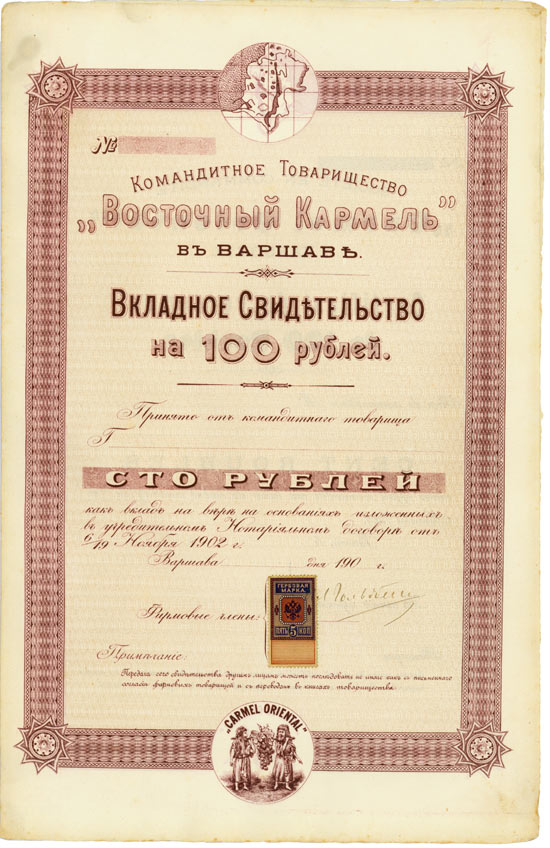 №
Командитное Товарищество
„Восточный Кармель"
въ Варшавѣ.
Вкладное Свидѣтельство
на 100 рублей.
Принято отъ командитнаго товарища
Г
СТО РУБЛЕЙ
какъ вкладъ на вѣрѣ на основаніяхъ изложенныхъ
въ учредительномъ Нотаріяльномъ договорѣ отъ
6/19 Ноября 1902 г.
Варшава дня 190 г.
ГЕРБОВАЯ
МАРКА.
Фирмовые члены:
ПЯТЬ 5 КОП
Примѣчаніе:
Передача сего свидѣтельства другимъ лицамъ можетъ послѣдовать не иначе какъ съ письменнаго
согласія фирмовыхъ товарищей и съ переводомъ въ книгахъ товарищества.
„CARMEL ORIENTAL"